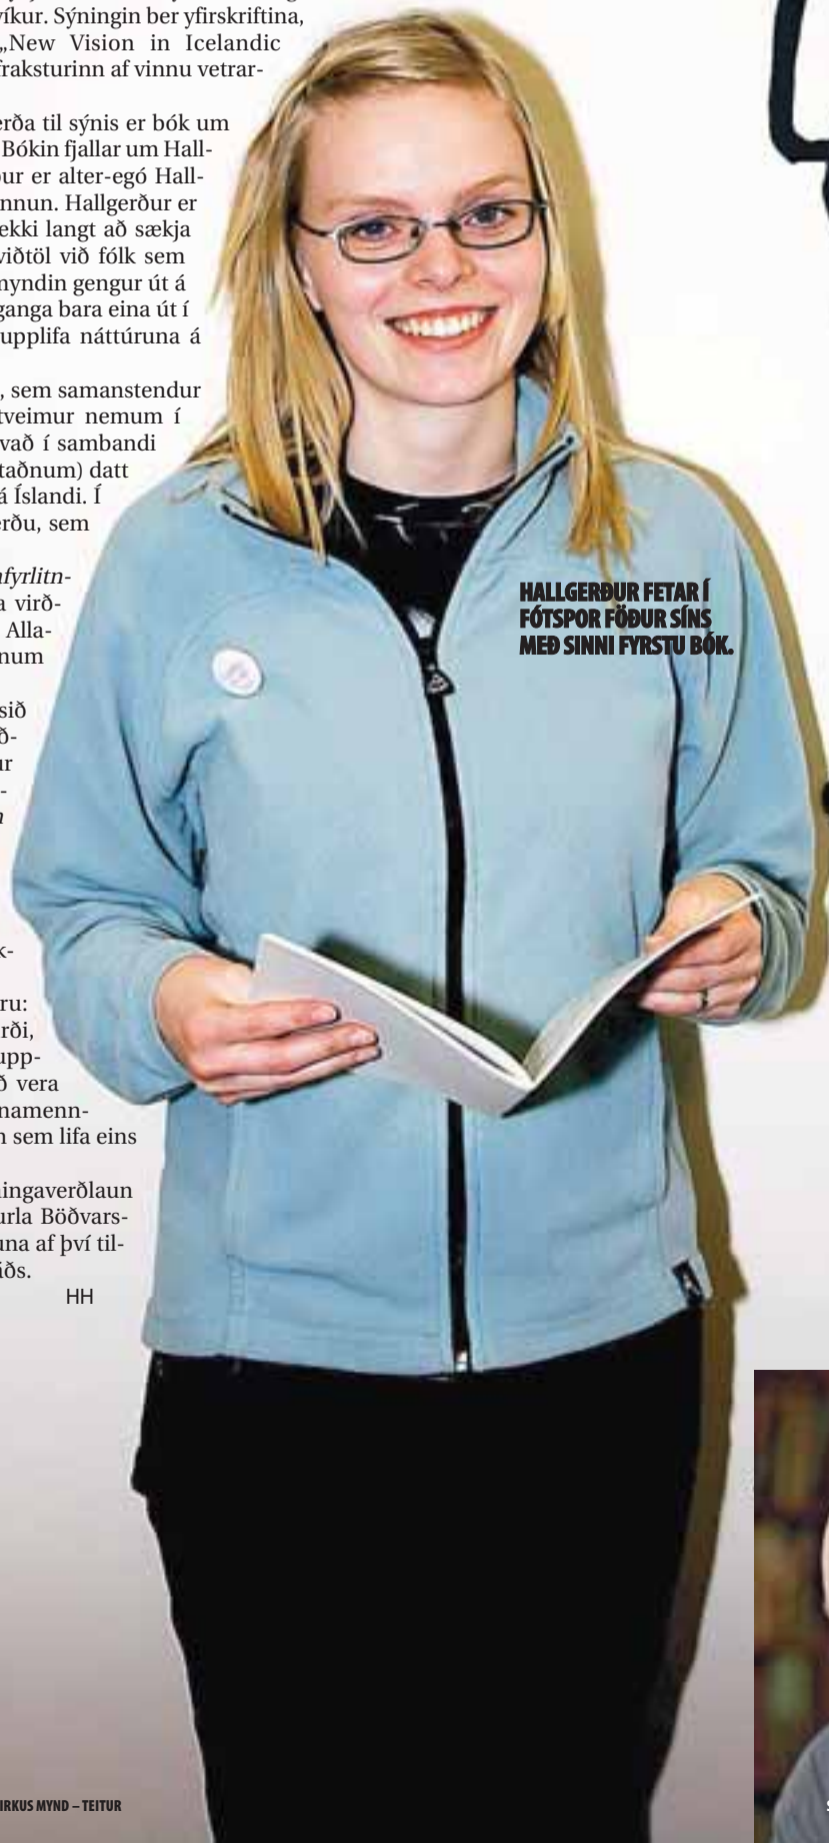 víkur. Sýningin ber yfirskriftina,
„New Vision in Icelandic
fraksturinn af vinnu vetrar-
erða til sýnis er bók um
Bókin fjallar um Hall-
ður er alter-egó Hall-
nnun. Hallgerður er
ekki langt að sækja
viðtöl við fólk sem
myndin gengur út á
ganga bara eina út í
upplifa náttúruna á
, sem samanstendur
tveimur nemum í
vað í sambandi
taðnum) datt
á Íslandi. Í
erðu, sem
fyrlitn-
a virð-
Alla-
num
sið
ð-
ur
-
n
k-
ru:
rði,
upp-
ð vera
namenn-
n sem lifa eins
ningaverðlaun
urla Böðvars-
una af því til-
iðs.
HH
HALLGERÐUR FETAR Í
FÓTSPOR FÖÐUR SÍNS
MEÐ SINNI FYRSTU BÓK.
IRKUS MYND – TEITUR